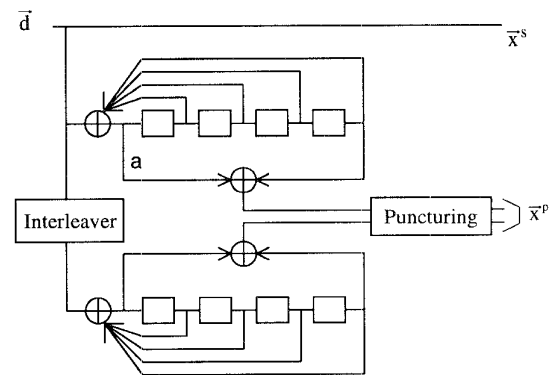 d⃗
x⃗ˢ
a
Interleaver
Puncturing
x⃗ᵖ